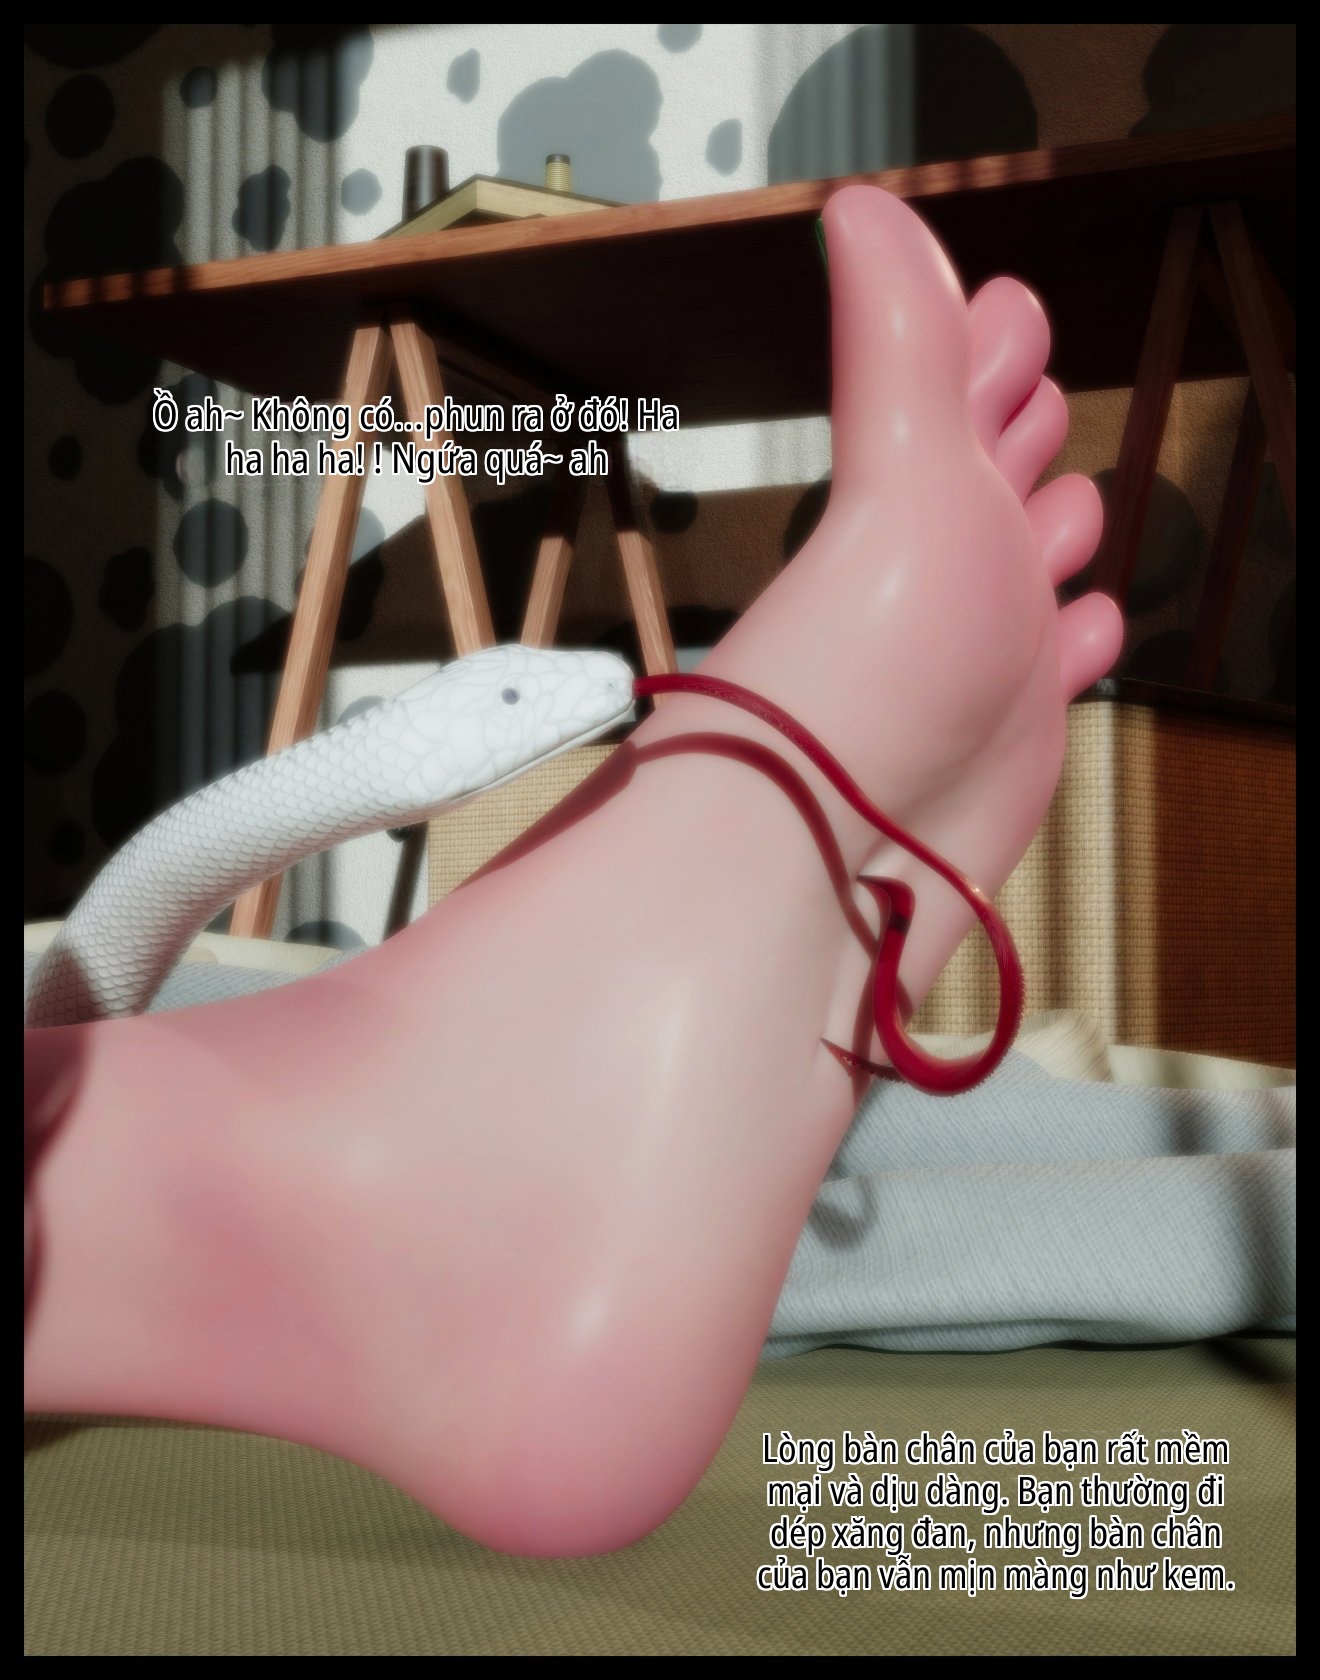 Ồ ah~ Không có...phun ra ở đó! Ha
ha ha ha! ! Ngứa quá~ ah
Lòng bàn chân của bạn rất mềm
mại và dịu dàng. Bạn thường đi
dép xăng đan, nhưng bàn chân
của bạn vẫn mịn màng như kem.